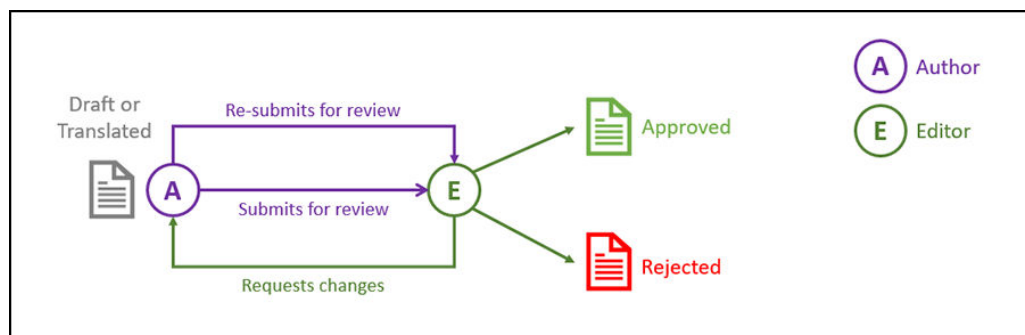 Draft or
Translated
A
Re-submits for review
Submits for review
Requests changes
E
Approved
Rejected
A Author
E Editor